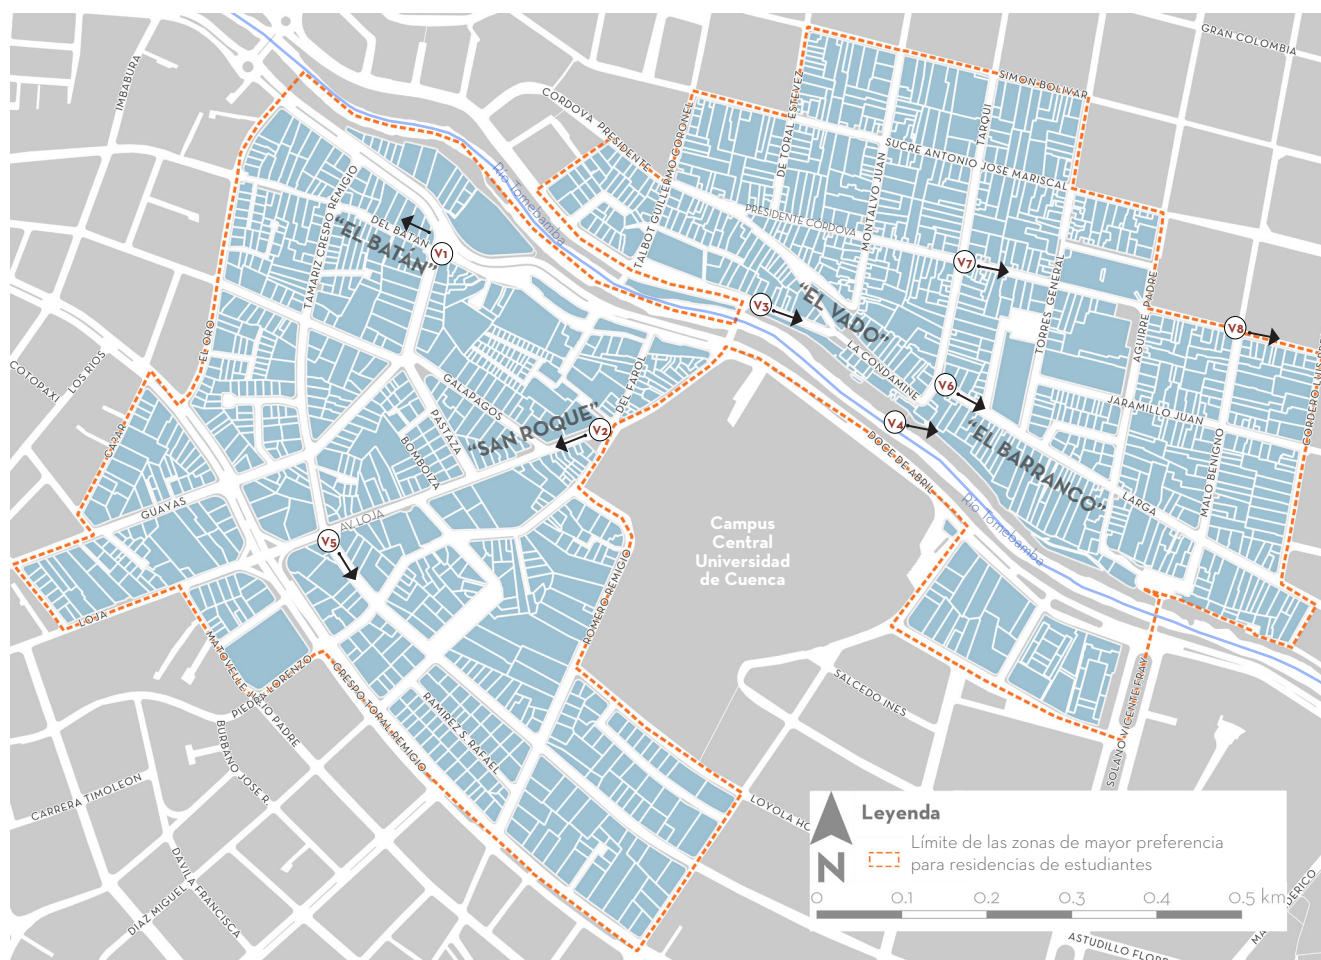 GRAN COLOMBIA
SIMON BOLIVAR
IMBABURA
CORDOVA PRESIDENTE
DE TORAL ESTEVEZ
TARQUI
TALBOT GUILLERMO CORONEL
SUCRE ANTONIO JOSE MARISCAL
MONTALVO JUAN
Río Tomebamba
TAMARIZ CRESPO REMIGIO
PRESIDENTE CÓRDOVA
DEL BATAN
"EL BATÁN"
V1
V7
TORRES GENERAL
AGUIRRE PADRE
V3
"EL VADO"
V8
EL ORO
LOS RIOS
COTOPAXI
LA CONDAMINE
CORDERO LUIS
GALAPAGOS
DEL FAROL
V6
JARAMILLO JUAN
PASTAZA
BOMBOIZA
"SAN ROQUE"
V2
V4
DOCE DE ABRIL
"EL BARRANCO"
MALO BENIGNO
LARGA
CAÑAR
GUAYAS
AV. LOJA
V5
Río Tomebamba
Campus
Central
Universidad
de Cuenca
ROMERO REMIGIO
LOJA
MATOVELLE JULIO PADRE
PIEDRA LORENZO
CRESPO TORAL REMIGIO
RAMIREZ S. RAFAEL
BURBANO JOSE R.
SALCEDO INES
SOLANO VICENTE FRAY
CARRERA TIMOLEON
DAVILA FRANCISCA
DIAZ MIGUEL
LOYOLA
Leyenda
Límite de las zonas de mayor preferencia
para residencias de estudiantes
N
0 0.1 0.2 0.3 0.4 0.5 km
ASTUDILLO